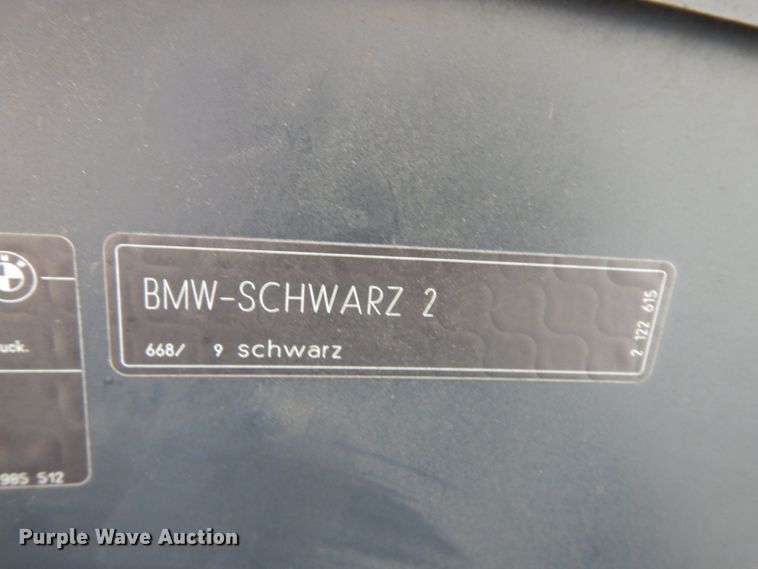 BMW-SCHWARZ 2
668/ 9 schwarz
2 122 615
uck.
985 512
Purple Wave Auction